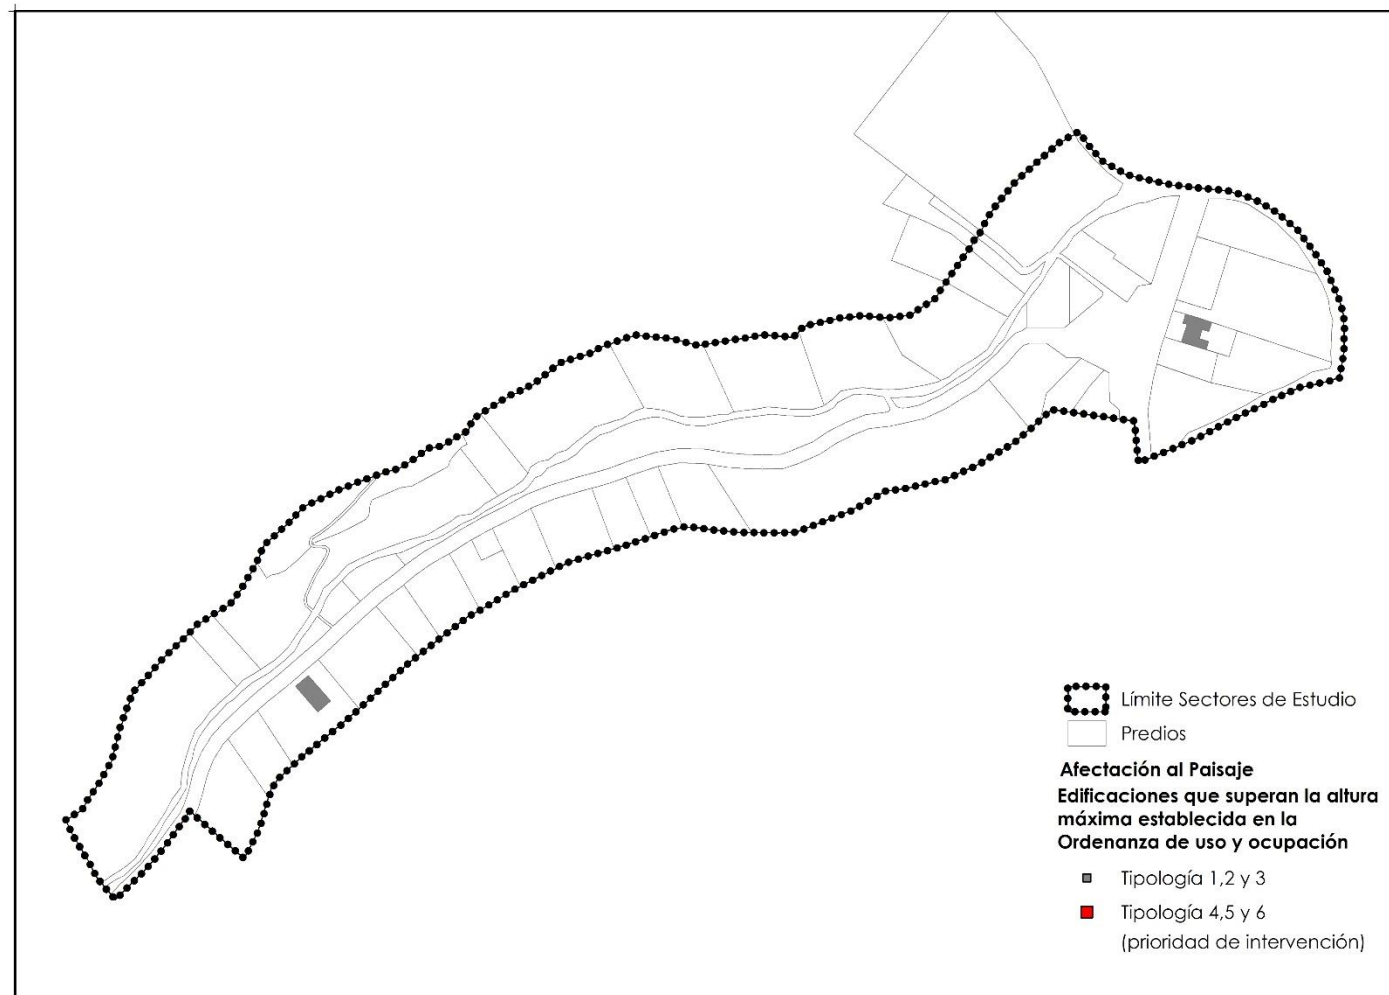 Límite Sectores de Estudio
Predios
Afectación al Paisaje
Edificaciones que superan la altura
máxima establecida en la
Ordenanza de uso y ocupación
Tipología 1,2 y 3
Tipología 4,5 y 6
(prioridad de intervención)